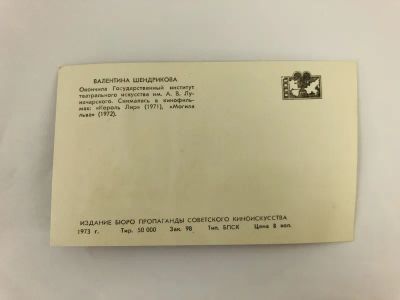 ВАЛЕНТИНА ШЕНДРИКОВА
Окончила Государственный институт
театрального искусства им. А. В. Лу-
начарского. Снималась в кинофиль-
мах: «Король Лир» (1971), «Могила
льва» (1972).
ИЗДАНИЕ БЮРО ПРОПАГАНДЫ СОВЕТСКОГО КИНОИСКУССТВА
1973 г. Тир. 50 000 Зак. 98 Тип. БПСК Цена 8 коп.